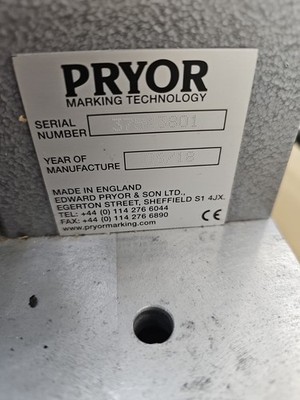 PRYOR
MARKING TECHNOLOGY
SERIAL
NUMBER
YEAR OF
MANUFACTURE
MADE IN ENGLAND
EDWARD PRYOR & SON LTD.,
EGERTON STREET, SHEFFIELD S1 4JX.
TEL: +44 (0) 114 276 6044
FAX: +44 (0) 114 276 6890
www.pryormarking.com
CE